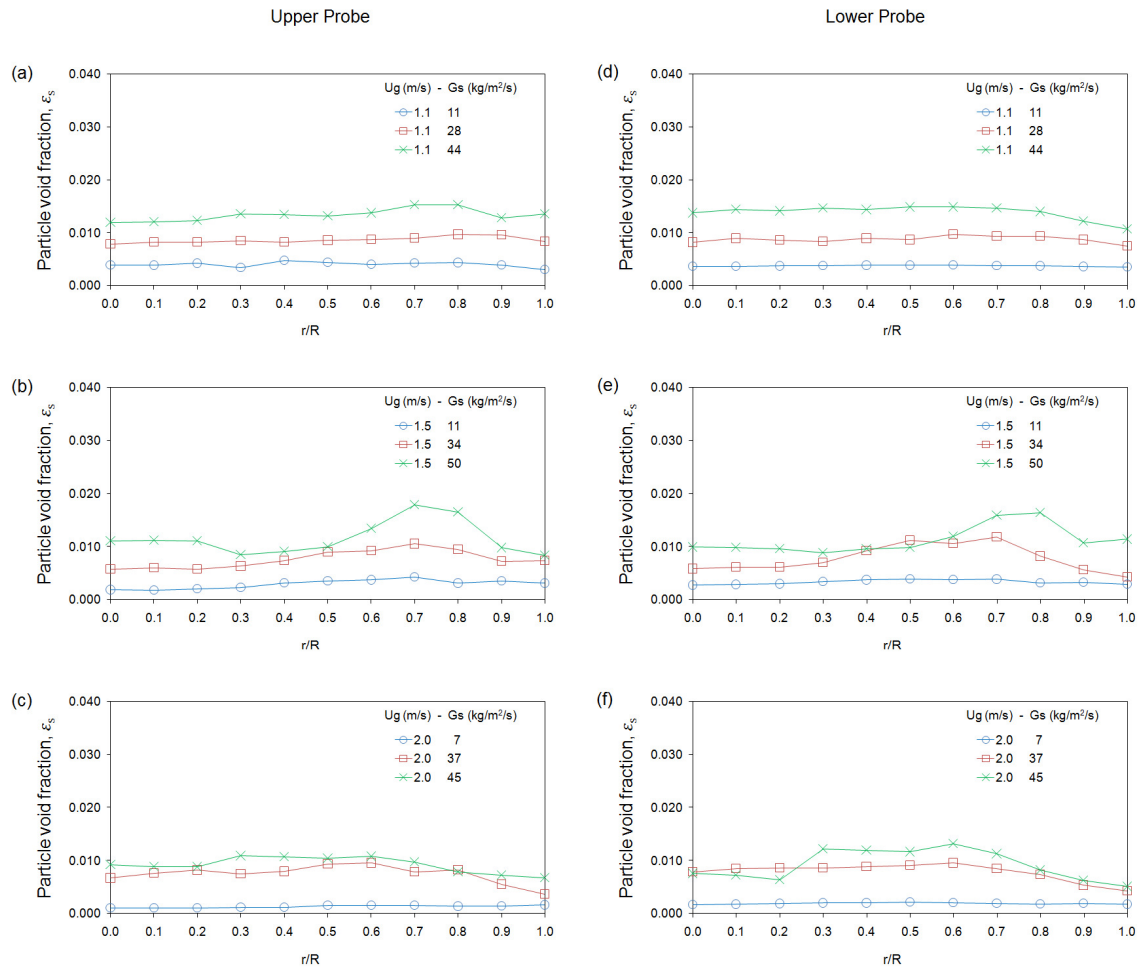 Upper Probe
Lower Probe
(a)
Particle void fraction, εs
0.040
0.030
0.020
0.010
0.000
Ug (m/s) - Gs (kg/m²/s)
1.1 11
1.1 28
1.1 44
0.0 0.1 0.2 0.3 0.4 0.5 0.6 0.7 0.8 0.9 1.0
r/R
(d)
Particle void fraction, εs
0.040
0.030
0.020
0.010
0.000
Ug (m/s) - Gs (kg/m²/s)
1.1 11
1.1 28
1.1 44
0.0 0.1 0.2 0.3 0.4 0.5 0.6 0.7 0.8 0.9 1.0
r/R
(b)
Particle void fraction, εs
0.040
0.030
0.020
0.010
0.000
Ug (m/s) - Gs (kg/m²/s)
1.5 11
1.5 34
1.5 50
0.0 0.1 0.2 0.3 0.4 0.5 0.6 0.7 0.8 0.9 1.0
r/R
(e)
Particle void fraction, εs
0.040
0.030
0.020
0.010
0.000
Ug (m/s) - Gs (kg/m²/s)
1.5 11
1.5 34
1.5 50
0.0 0.1 0.2 0.3 0.4 0.5 0.6 0.7 0.8 0.9 1.0
r/R
(c)
Particle void fraction, εs
0.040
0.030
0.020
0.010
0.000
Ug (m/s) - Gs (kg/m²/s)
2.0 7
2.0 37
2.0 45
0.0 0.1 0.2 0.3 0.4 0.5 0.6 0.7 0.8 0.9 1.0
r/R
(f)
Particle void fraction, εs
0.040
0.030
0.020
0.010
0.000
Ug (m/s) - Gs (kg/m²/s)
2.0 7
2.0 37
2.0 45
0.0 0.1 0.2 0.3 0.4 0.5 0.6 0.7 0.8 0.9 1.0
r/R